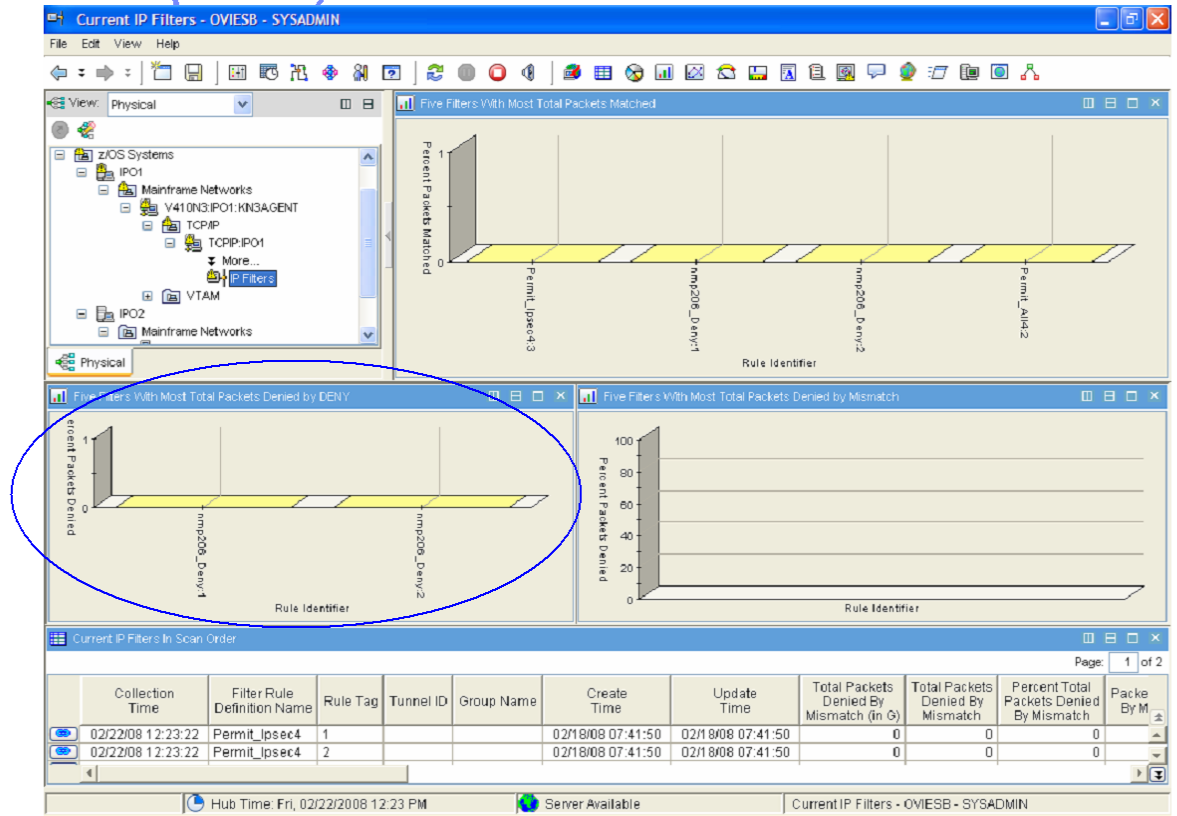 Current IP Filters - OVIESB - SYSADMIN
File Edit View Help
View: Physical
z/OS Systems
IPO1
Mainframe Networks
V410N3:IPO1:KN3AGENT
TCP/IP
TCPIP:IPO1
More...
IP Filters
VTAM
IPO2
Mainframe Networks
Physical
Five Filters With Most Total Packets Matched
Percent Packets Matched
1
0
Permit_Ipsec4:3
nmp206_Deny:1
nmp206_Deny:2
Permit_All4:2
Rule Identifier
Five Filters With Most Total Packets Denied by DENY
ercent Packets Denied
1
0
nmp206_Deny:1
nmp206_Deny:2
Rule Identifier
Five Filters With Most Total Packets Denied by Mismatch
Percent Packets Denied
100
80
60
40
20
0
Rule Identifier
Current IP Filters In Scan Order
Page: 1 of 2
Collection Time
Filter Rule Definition Name
Rule Tag
Tunnel ID
Group Name
Create Time
Update Time
Total Packets Denied By Mismatch (in G)
Total Packets Denied By Mismatch
Percent Total Packets Denied By Mismatch
Packe By M
02/22/08 12:23:22 Permit_Ipsec4 1 02/18/08 07:41:50 02/18/08 07:41:50 0 0 0
02/22/08 12:23:22 Permit_Ipsec4 2 02/18/08 07:41:50 02/18/08 07:41:50 0 0 0
Hub Time: Fri, 02/22/2008 12:23 PM
Server Available
Current IP Filters - OVIESB - SYSADMIN